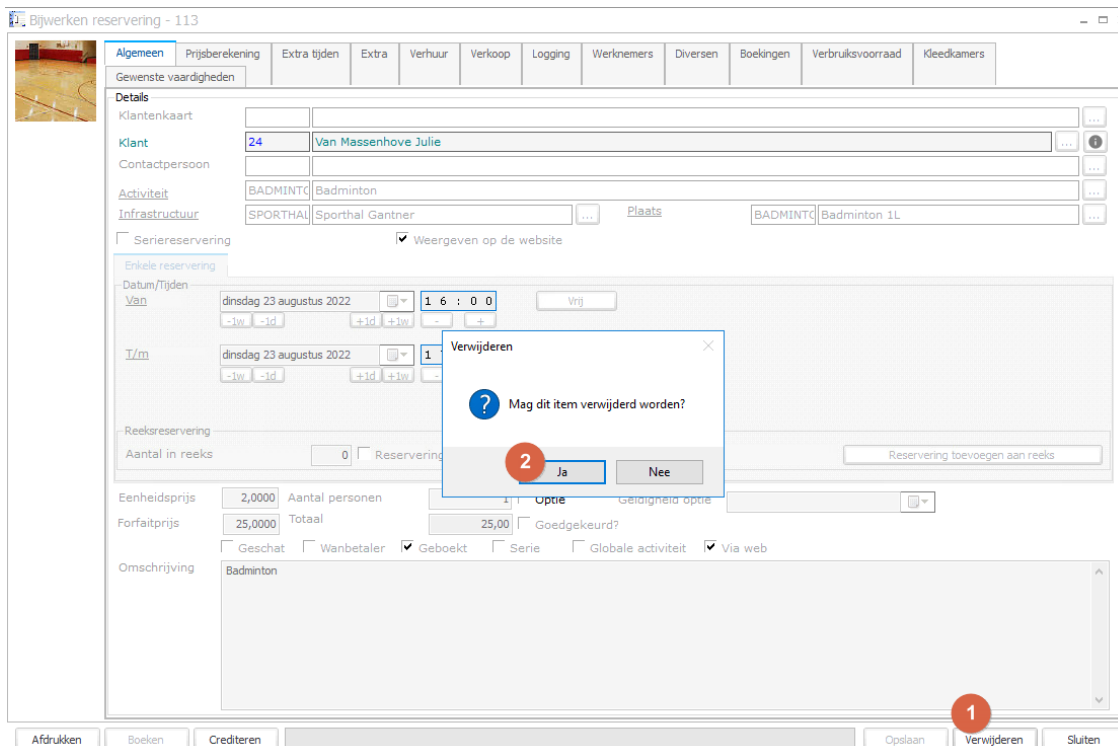 Bijwerken reservering - 113
Algemeen Prijsberekening Extra tijden Extra Verhuur Verkoop Logging Werknemers Diversen Boekingen Verbruiksvoorraad Kleedkamers
Gewenste vaardigheden
Details
Klantenkaart ...
Klant 24 Van Massenhove Julie ...
Contactpersoon ...
Activiteit BADMINTO Badminton ...
Infrastructuur SPORTHAL Sporthal Gantner ... Plaats BADMINTO Badminton 1L ...
Seriereservering Weergeven op de website
Enkele reservering
Datum/Tijden
Van dinsdag 23 augustus 2022 16:00 Vrij
-1w -1d +1d +1w - +
T/m dinsdag 23 augustus 2022 1
-1w -1d +1d +1w -
Verwijderen
? Mag dit item verwijderd worden?
2 Ja Nee
Reeksreservering
Aantal in reeks 0 Reservering Reservering toevoegen aan reeks
Eenheidsprijs 2,0000 Aantal personen 1 Optie Geldigheid optie
Forfaitprijs 25,0000 Totaal 25,00 Goedgekeurd?
Geschat Wanbetaler Geboekt Serie Globale activiteit Via web
Omschrijving Badminton
1
Afdrukken Boeken Crediteren Opslaan Verwijderen Sluiten